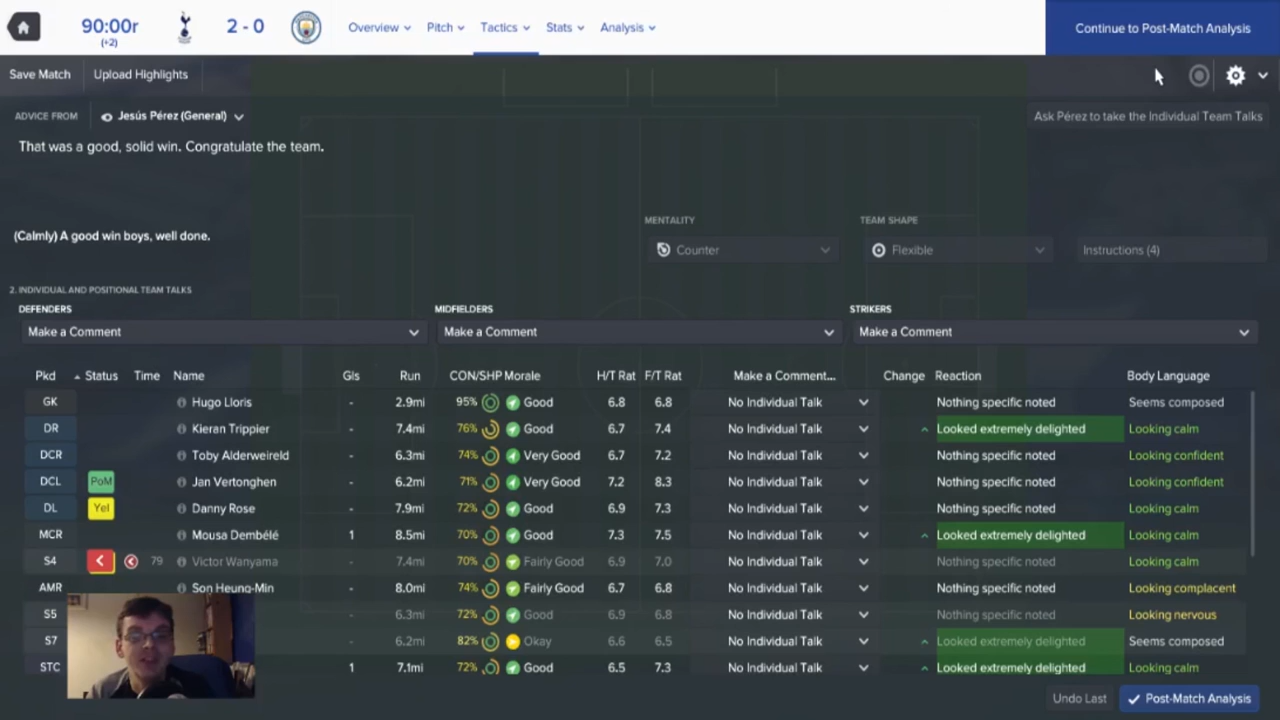 90:00r
(+2)
2 - 0
Overview
Pitch
Tactics
Stats
Analysis
Continue to Post-Match Analysis
Save Match
Upload Highlights
ADVICE FROM
Jesús Pérez (General)
Ask Pérez to take the Individual Team Talks
That was a good, solid win. Congratulate the team.
MENTALITY
TEAM SHAPE
(Calmly) A good win boys, well done.
Counter
Flexible
Instructions (4)
2. INDIVIDUAL AND POSITIONAL TEAM TALKS
DEFENDERS
MIDFIELDERS
STRIKERS
Make a Comment
Make a Comment
Make a Comment
Pkd Status Time Name Gls Run CON/SHP Morale H/T Rat F/T Rat Make a Comment... Change Reaction Body Language
GK Hugo Lloris - 2.9mi 95% Good 6.8 6.8 No Individual Talk Nothing specific noted Seems composed
DR Kieran Trippier - 7.4mi 76% Good 6.7 7.4 No Individual Talk Looked extremely delighted Looking calm
DCR Toby Alderweireld - 6.3mi 74% Very Good 6.7 7.2 No Individual Talk Nothing specific noted Looking confident
DCL PoM Jan Vertonghen - 6.2mi 71% Very Good 7.2 8.3 No Individual Talk Nothing specific noted Looking confident
DL Yel Danny Rose - 7.9mi 72% Good 6.9 7.3 No Individual Talk Nothing specific noted Looking calm
MCR Mousa Dembélé 1 8.5mi 70% Good 7.3 7.5 No Individual Talk Looked extremely delighted Looking calm
S4 79 Victor Wanyama - 7.4mi 70% Fairly Good 6.9 7.0 No Individual Talk Nothing specific noted Looking calm
AMR Son Heung-Min - 8.0mi 74% Fairly Good 6.7 6.8 No Individual Talk Nothing specific noted Looking complacent
S5 - 6.3mi 72% Good 6.9 6.8 No Individual Talk Nothing specific noted Looking nervous
S7 - 6.2mi 82% Okay 6.6 6.5 No Individual Talk Looked extremely delighted Seems composed
STC 1 7.1mi 72% Good 6.5 7.3 No Individual Talk Looked extremely delighted Looking calm
Undo Last
Post-Match Analysis